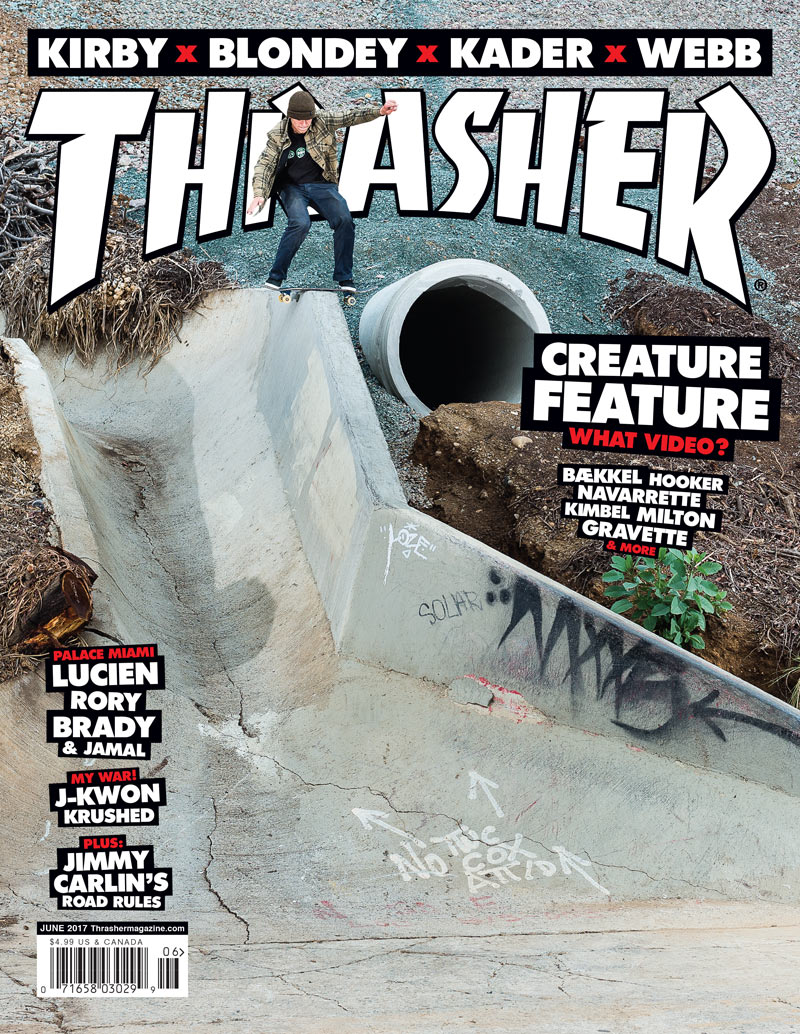 KIRBY x BLONDEY x KADER x WEBB
THRASHER®
CREATURE
FEATURE
WHAT VIDEO?
BÆKKEL HOOKER
NAVARRETTE
KIMBEL MILTON
GRAVETTE
& MORE
SOLAR
PALACE MIAMI
LUCIEN
RORY
BRADY
& JAMAL
MY WAR!
J-KWON
KRUSHED
PLUS:
JIMMY
CARLIN'S
ROAD RULES
NO
JUNE 2017 Thrashermagazine.com
$4.99 US & CANADA
06>
0 71658 03029 9